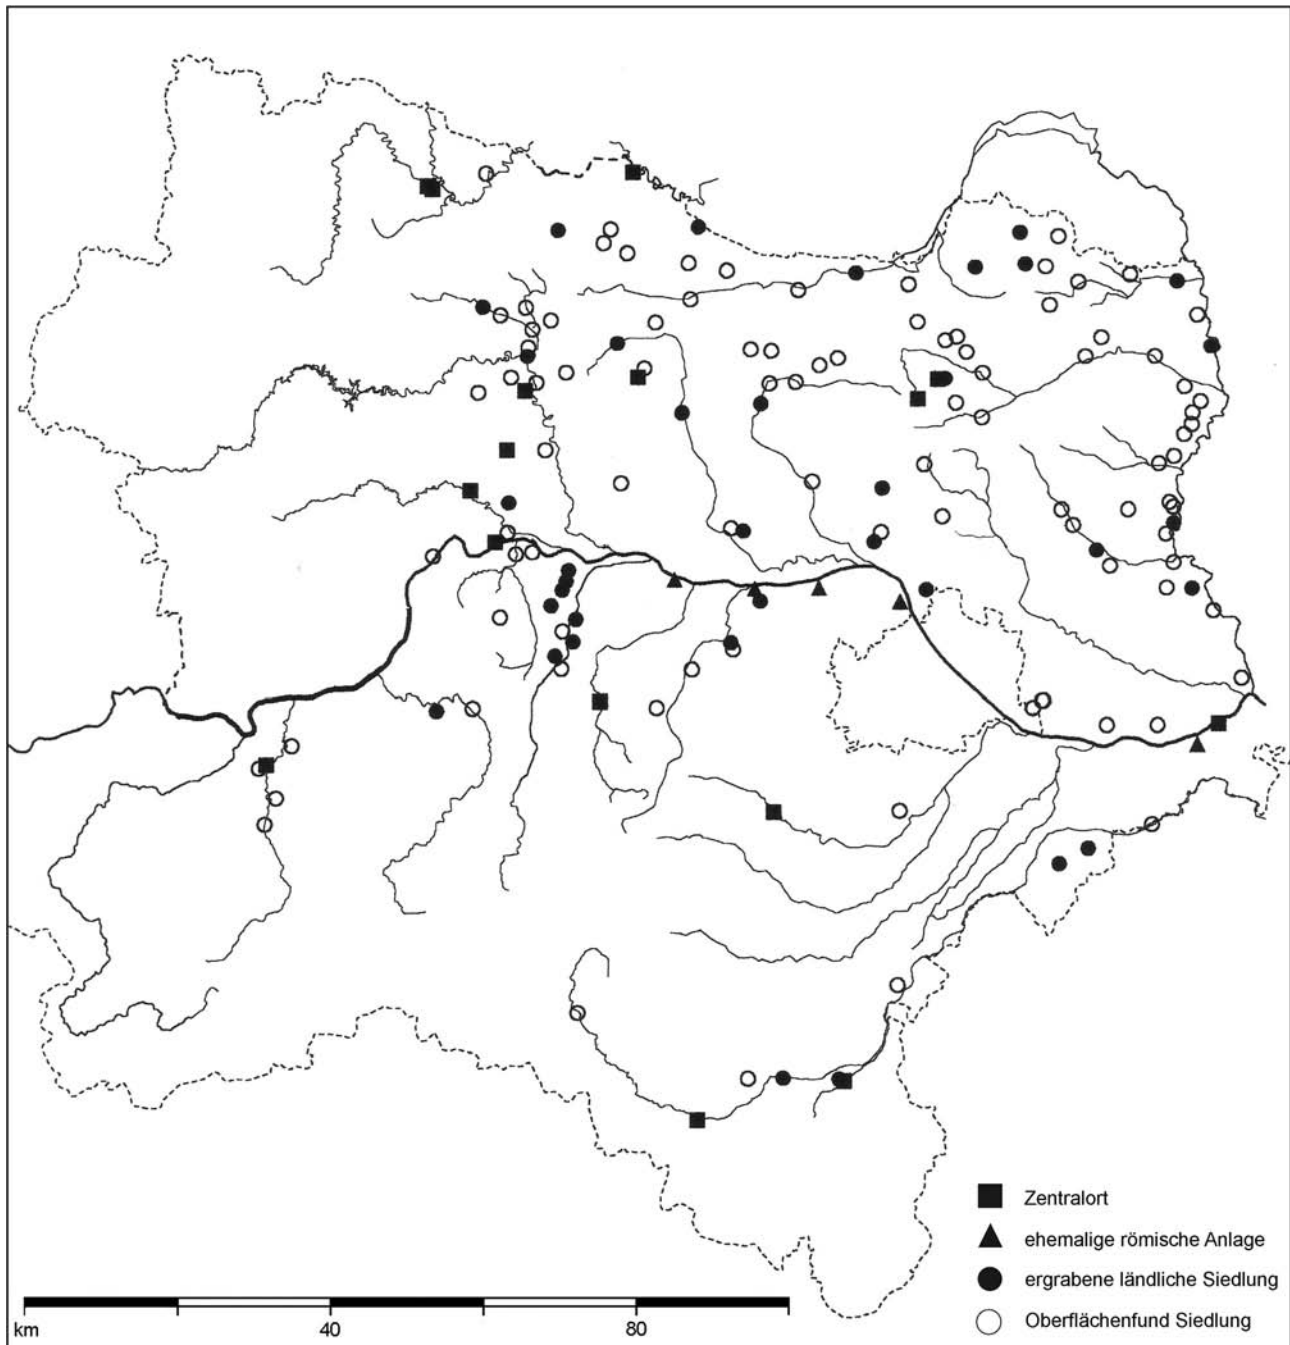 Zentralort
ehemalige römische Anlage
ergrabene ländliche Siedlung
Oberflächenfund Siedlung
km 40 80